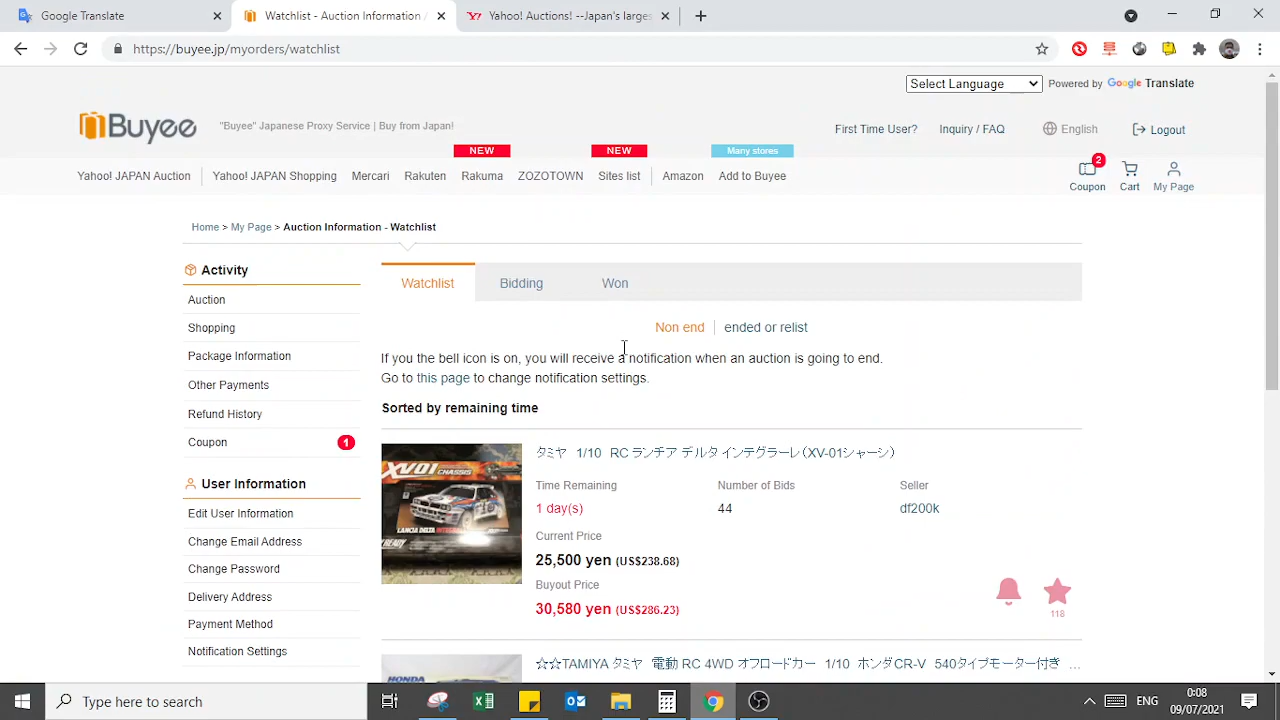 Google Translate
Watchlist - Auctions Information /
Yahoo! Auctions --Japan's larges
https://buyee.jp/myorders/watchlist
Select Language
Powered by Google Translate
Buyee
"Buyee" Japanese Proxy Service | Buy from Japan!
First Time User?
Inquiry / FAQ
English
Logout
NEW
NEW
Many stores
Yahoo! JAPAN Auction
Yahoo! JAPAN Shopping
Mercari
Rakuten
Rakuma
ZOZOTOWN
Sites list
Amazon
Add to Buyee
2
Coupon
Cart
My Page
Home > My Page > Auction Information - Watchlist
Activity
Auction
Shopping
Package Information
Other Payments
Refund History
Coupon
1
User Information
Edit User Information
Change Email Address
Change Password
Delivery Address
Payment Method
Notification Settings
Watchlist
Bidding
Won
Non end
ended or relist
If you the bell icon is on, you will receive a notification when an auction is going to end.
Go to this page to change notification settings.
Sorted by remaining time
XV01
CHASSIS
LANCIA DELTA INTEGRALE
タミヤ 1/10 RC ランチア デルタ インテグラーレ（XV-01シャーシ）
Time Remaining
Number of Bids
Seller
1 day(s)
44
df200k
Current Price
25,500 yen (US$238.68)
Buyout Price
30,580 yen (US$286.23)
118
HONDA
☆☆TAMIYA タミヤ 電動 RC 4WD オフロードカー 1/10 ホンダCR-V 540タイプモーター付き ...
Type here to search
ENG
0:08
09/07/2021